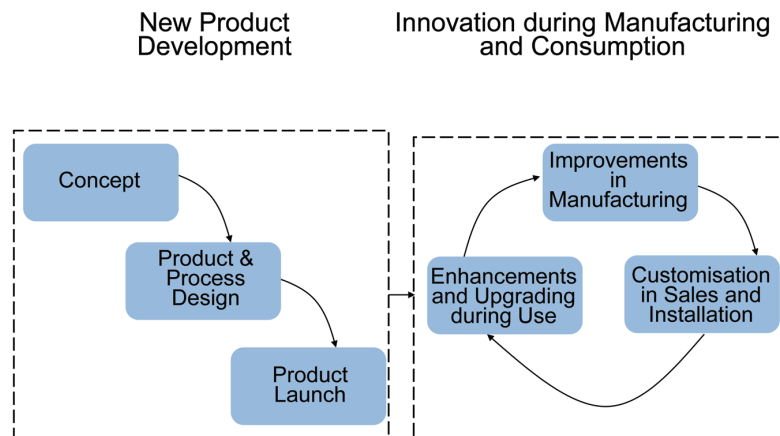 New Product
Development
Innovation during Manufacturing
and Consumption
Concept
Product &
Process
Design
Product
Launch
Improvements
in
Manufacturing
Enhancements
and Upgrading
during Use
Customisation
in Sales and
Installation